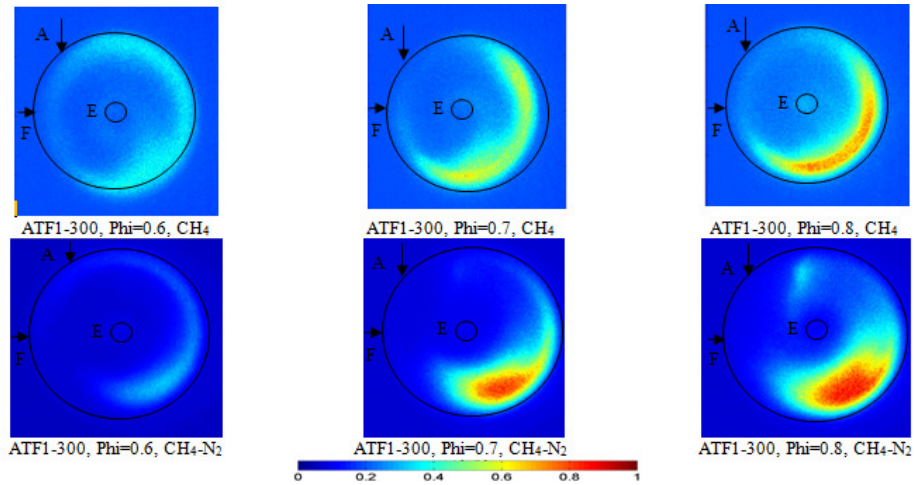 A
E
F
A
E
F
A
E
F
ATF1-300, Phi=0.6, CH₄
ATF1-300, Phi=0.7, CH₄
ATF1-300, Phi=0.8, CH₄
A
E
F
A
E
F
A
E
F
ATF1-300, Phi=0.6, CH₄-N₂
ATF1-300, Phi=0.7, CH₄-N₂
ATF1-300, Phi=0.8, CH₄-N₂
0 0.2 0.4 0.6 0.8 1